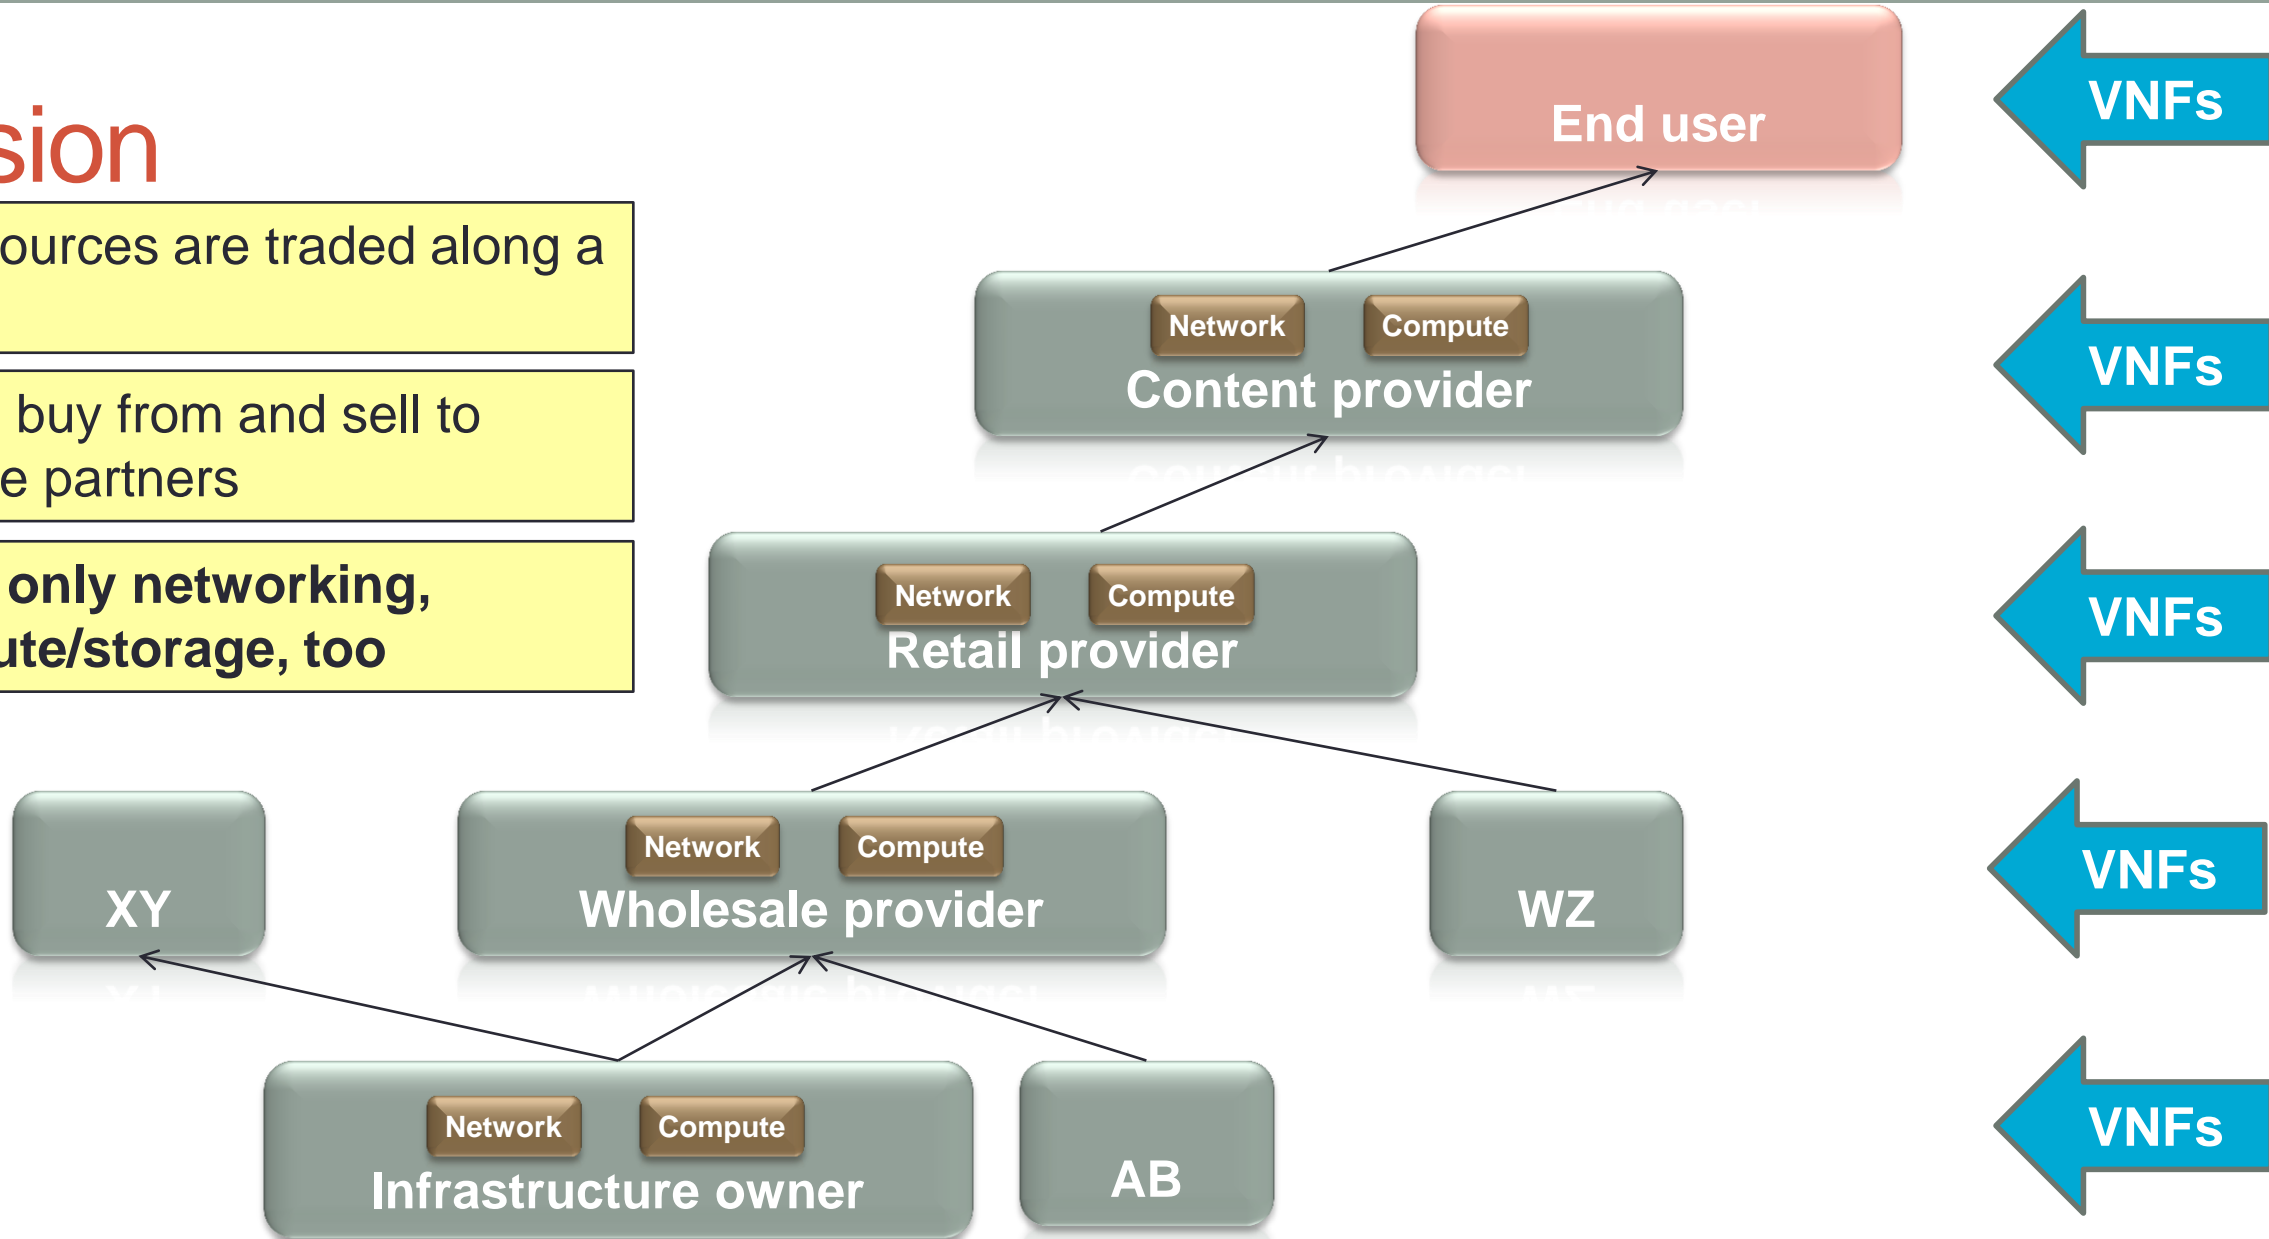 End user
VNFs
sion
ources are traded along a
Network
Compute
Content provider
VNFs
buy from and sell to
e partners
only networking,
ute/storage, too
Network
Compute
Retail provider
VNFs
XY
Network
Compute
Wholesale provider
WZ
VNFs
Network
Compute
Infrastructure owner
AB
VNFs